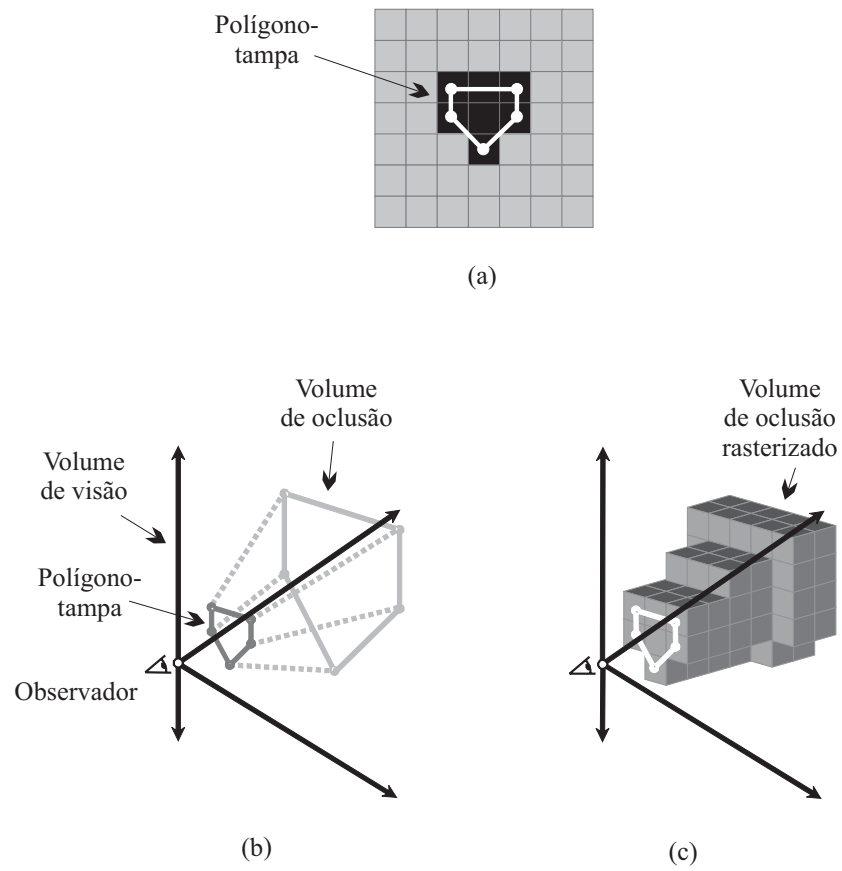 Polígono-
tampa
(a)
Volume
de oclusão
Volume
de visão
Polígono-
tampa
Observador
(b)
Volume
de oclusão
rasterizado
(c)